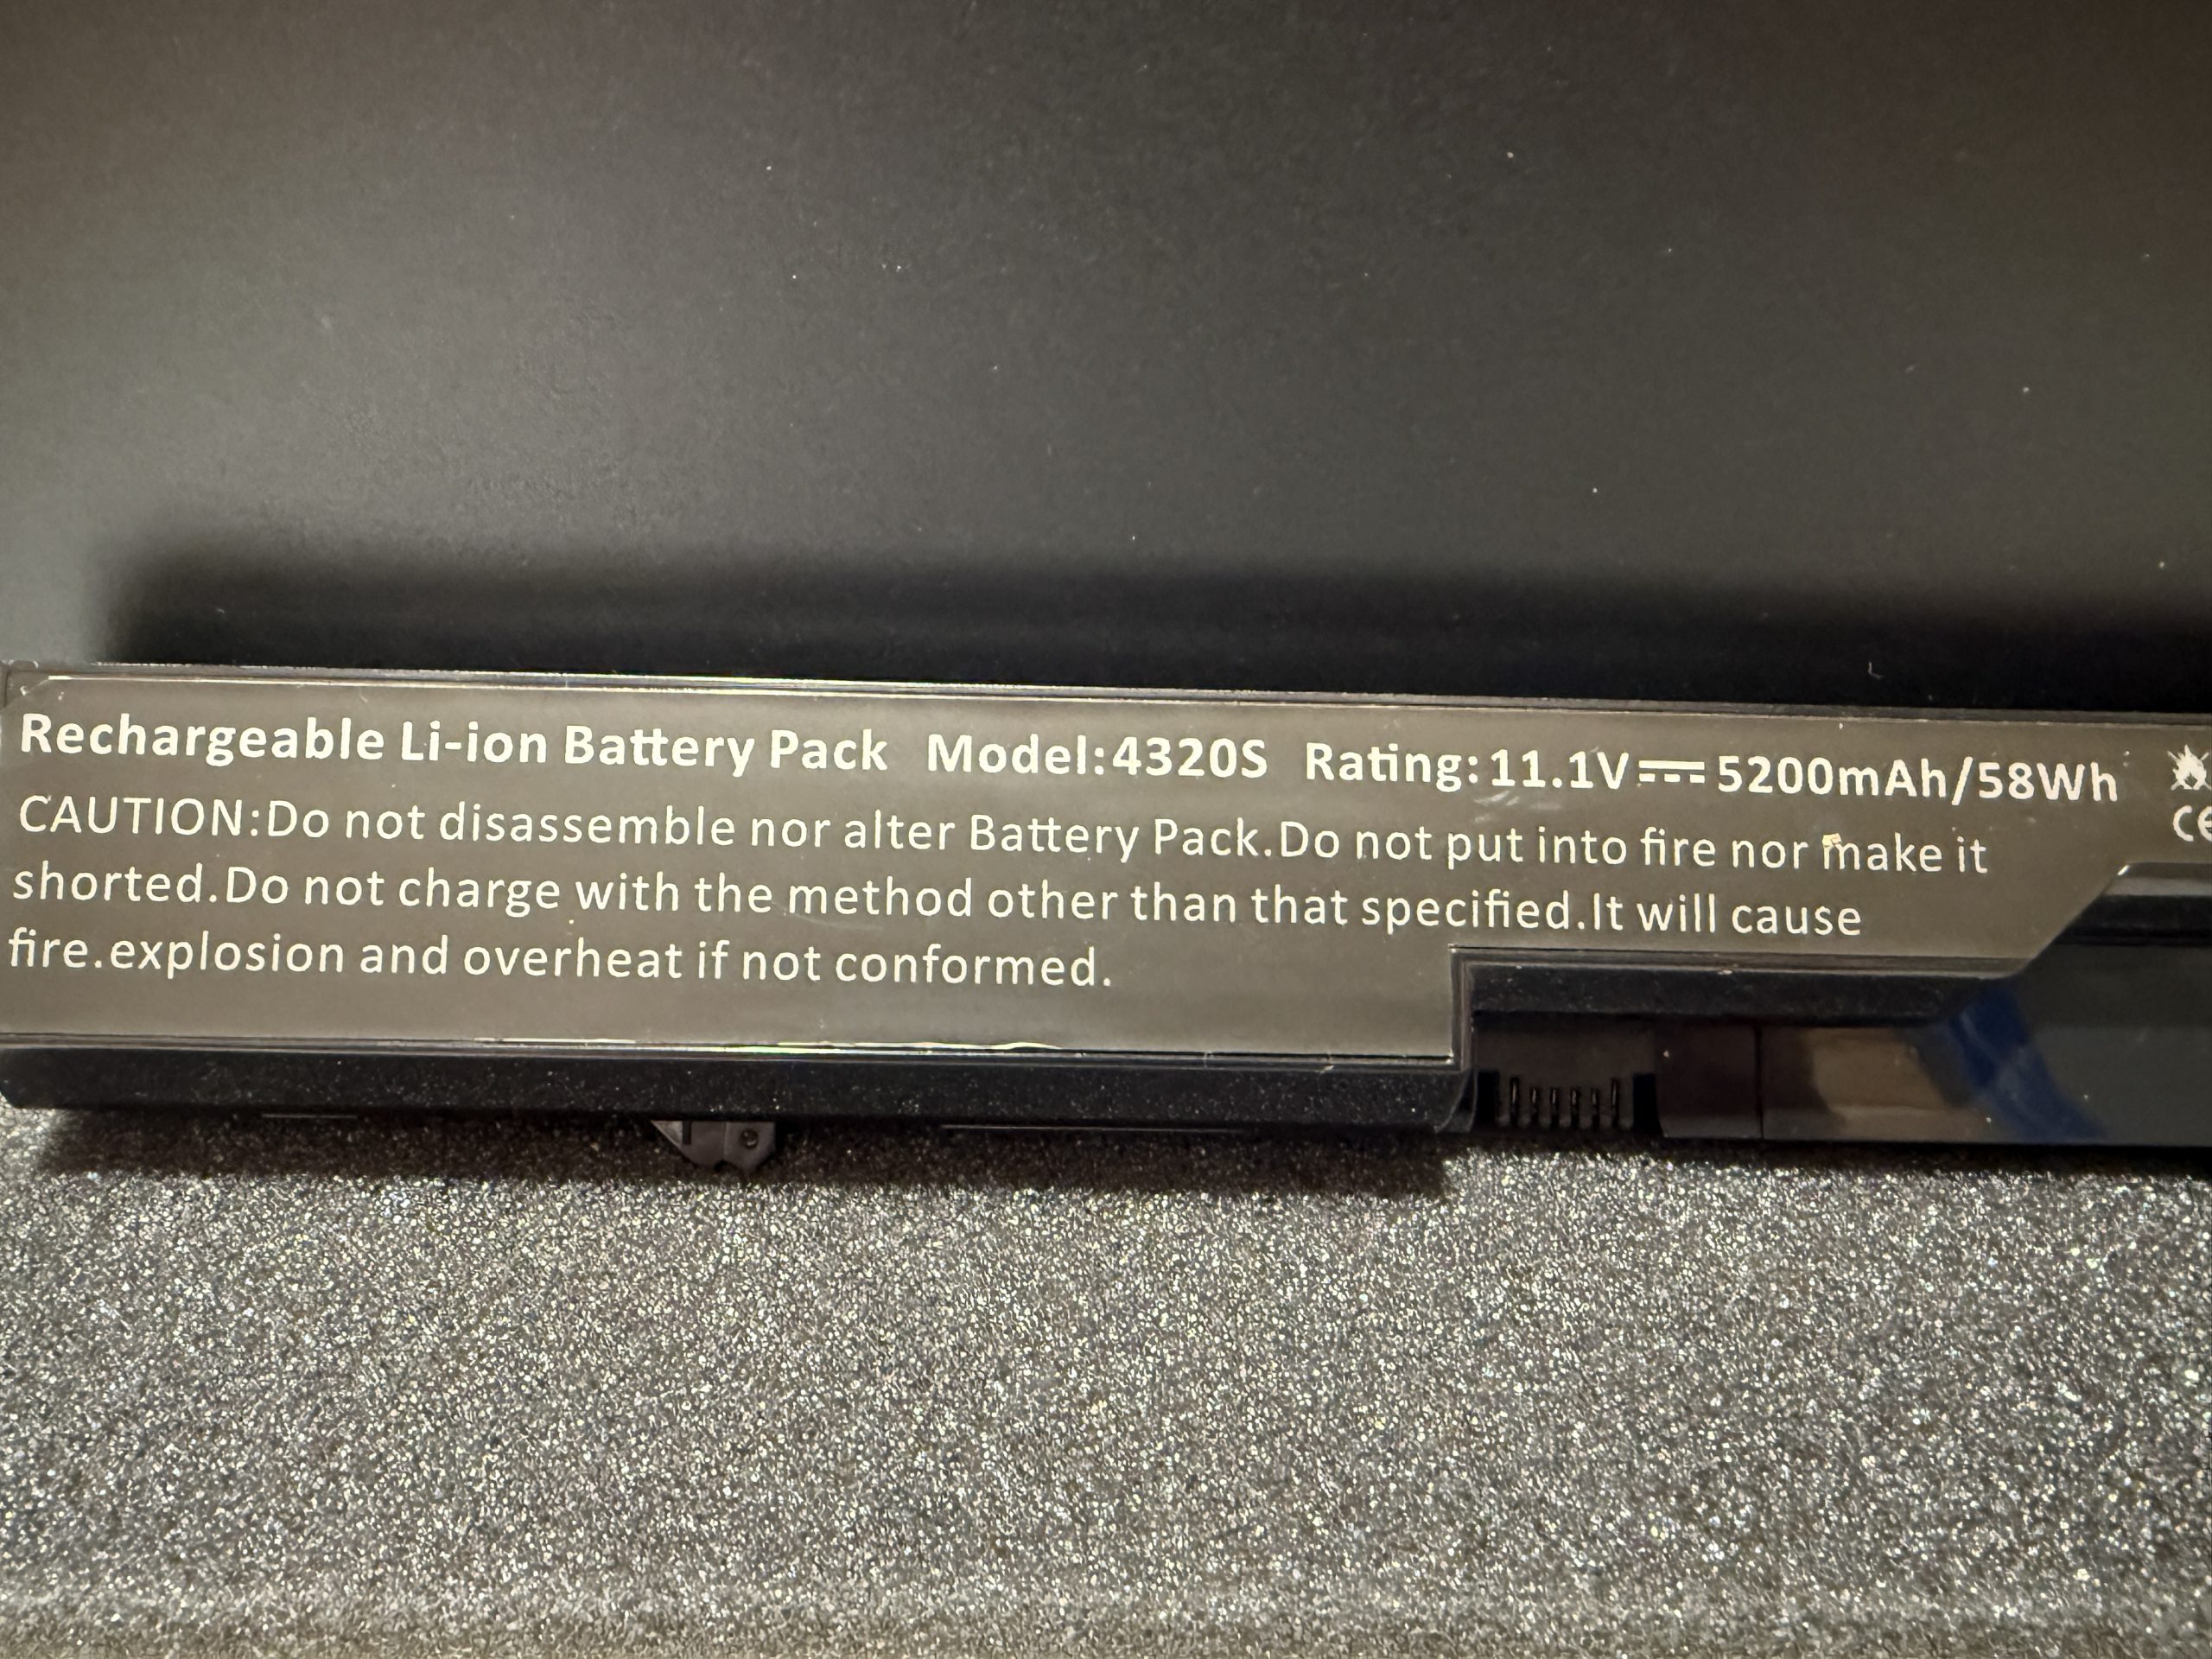 Rechargeable Li-ion Battery Pack Model:4320S Rating:11.1V⎓5200mAh/58Wh
CAUTION:Do not disassemble nor alter Battery Pack.Do not put into fire nor make it
shorted.Do not charge with the method other than that specified.It will cause
fire.explosion and overheat if not conformed.
CE